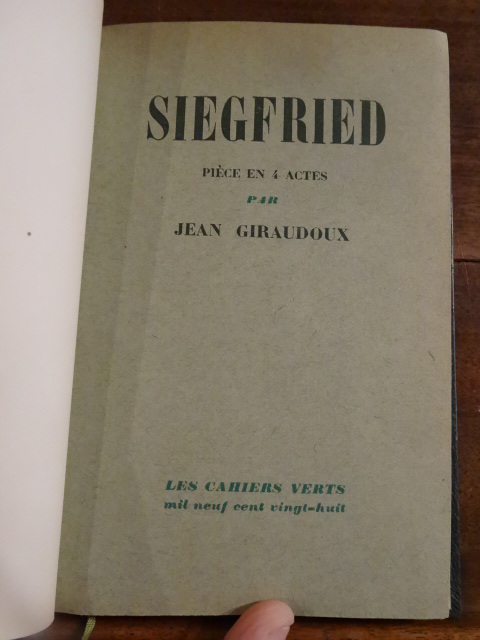 SIEGFRIED
PIÈCE EN 4 ACTES
PAR
JEAN GIRAUDOUX
LES CAHIERS VERTS
mil neuf cent vingt-huit